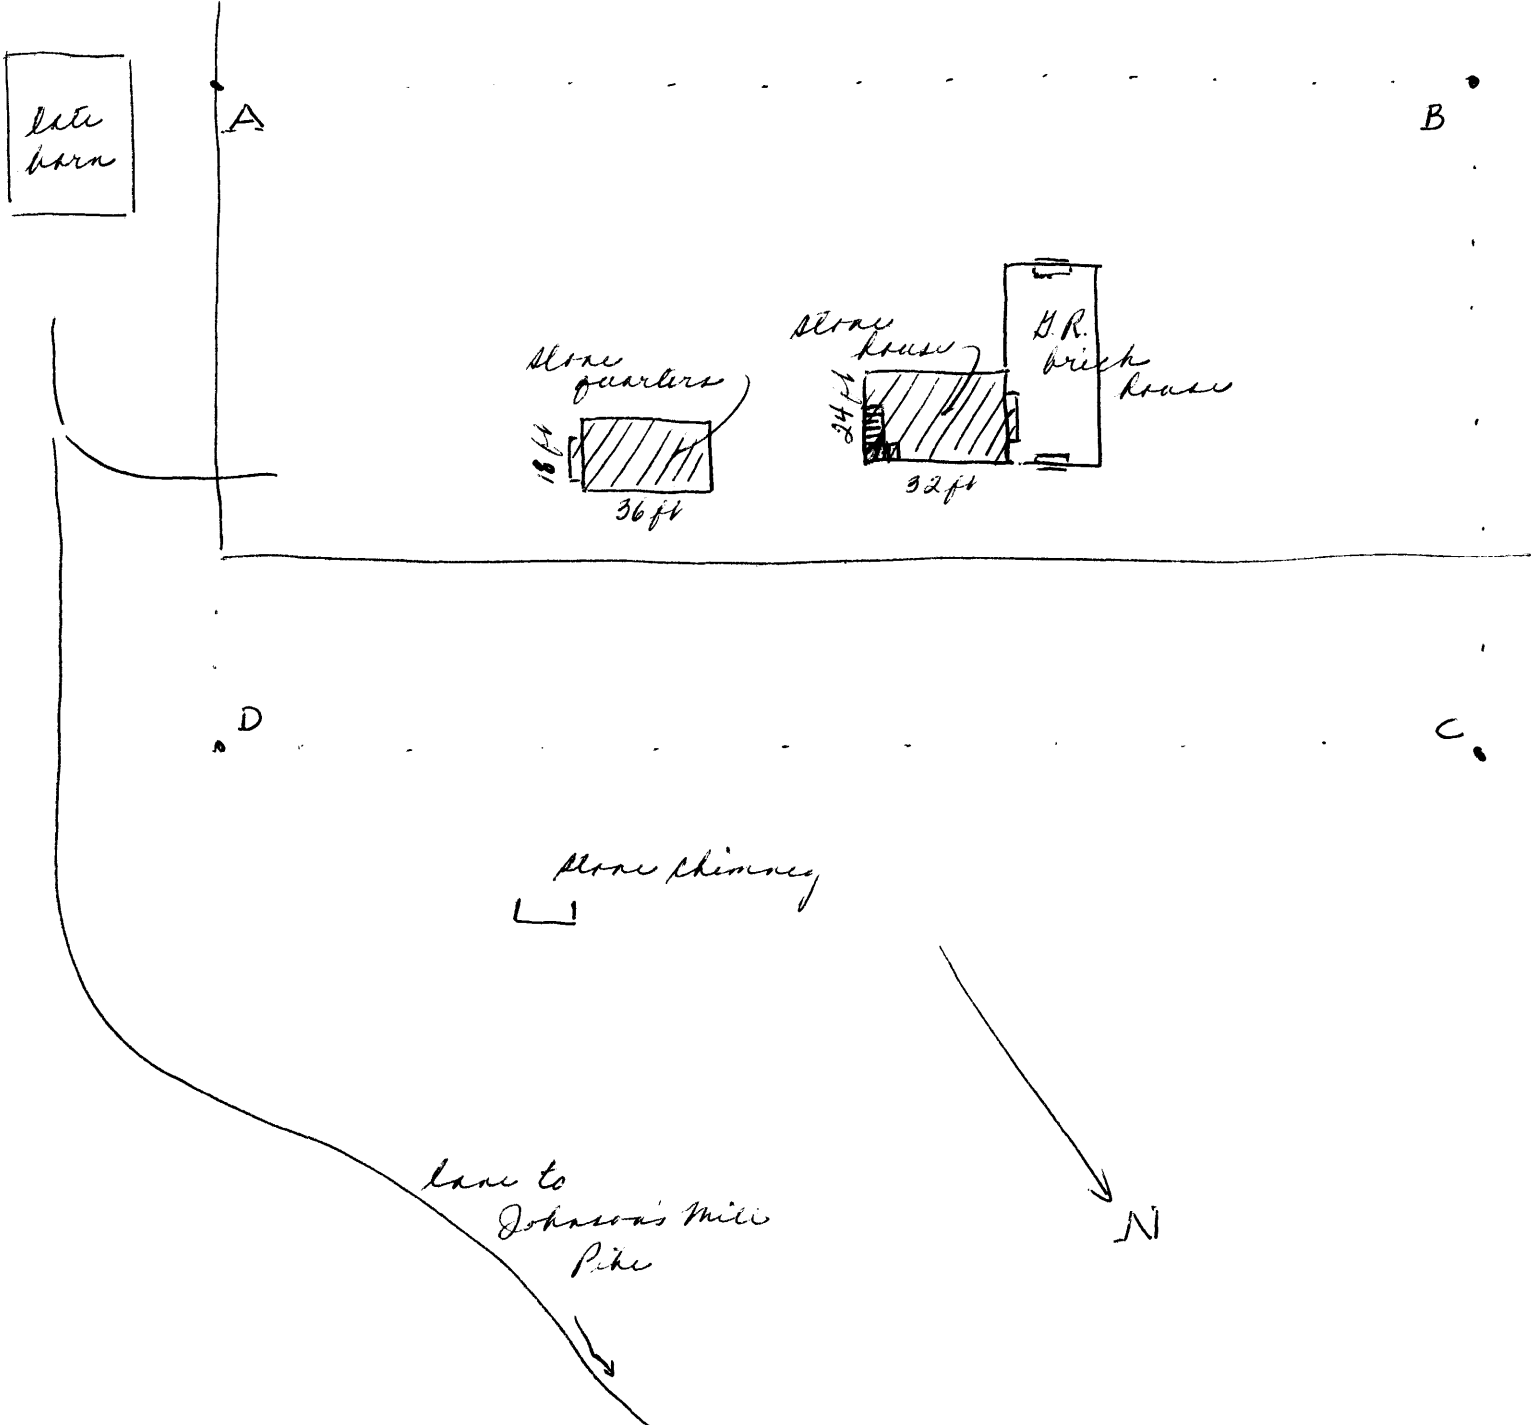 late
barn
A
B
stone
house
G.R.
brick
house
24 ft
stone
quarters
18 ft
36 ft
32 ft
D
C
stone chimney
lane to
Johnson's Mill
Pike
N